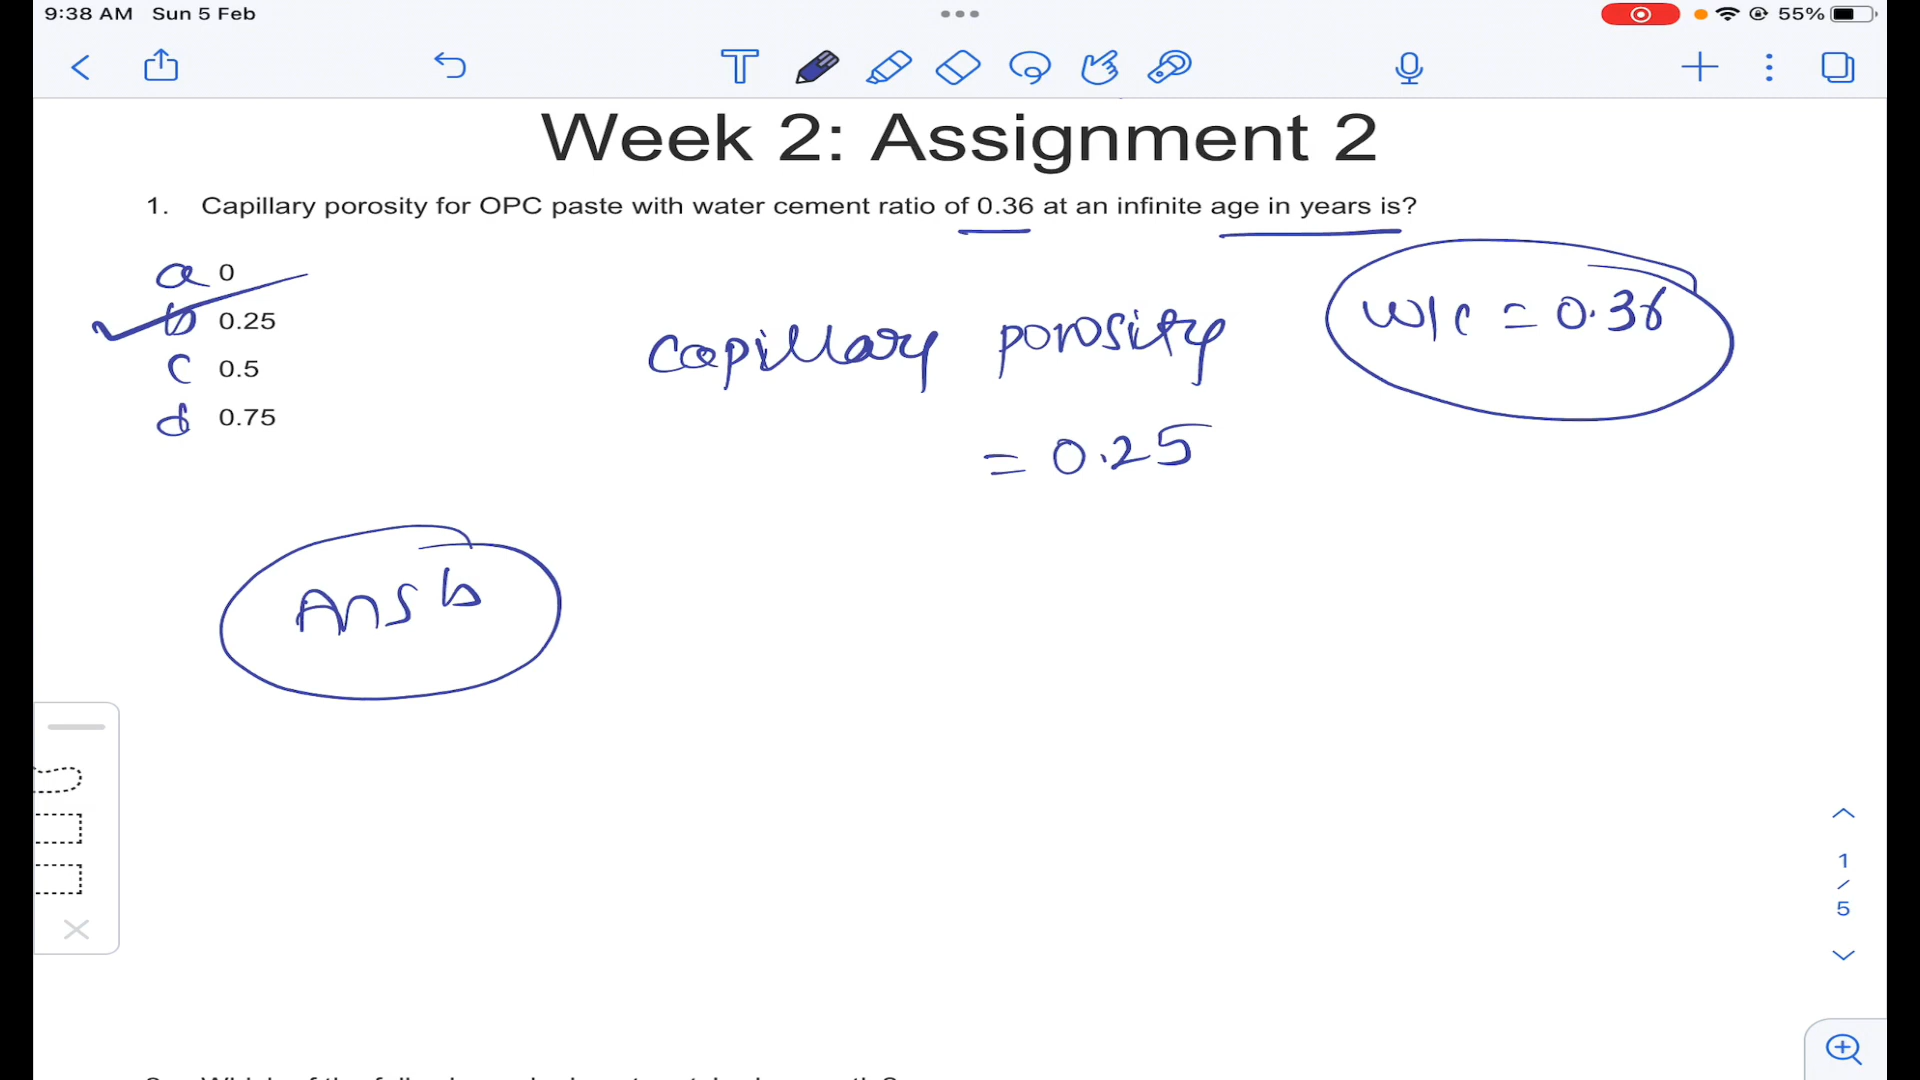 9:38 AM Sun 5 Feb
55%
Week 2: Assignment 2
1. Capillary porosity for OPC paste with water cement ratio of 0.36 at an infinite age in years is?
a 0
b 0.25
c 0.5
d 0.75
capillary porosity
= 0.25
w/c = 0.36
Ans b
1
/
5